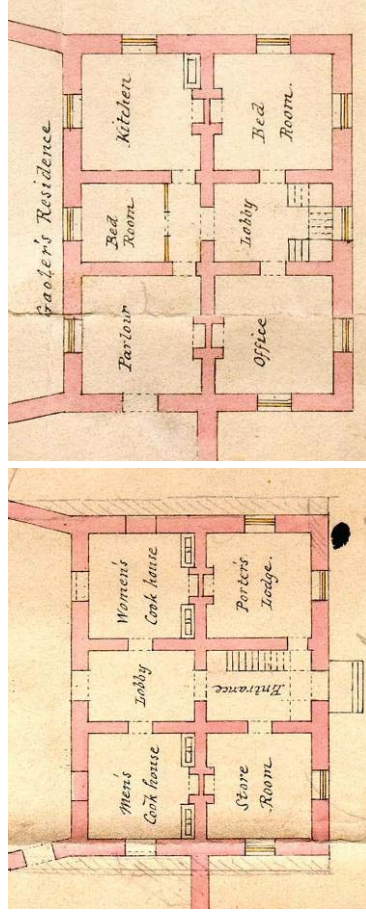 Gaoler's Residence
Kitchen
Bed
Room.
Bed
Room
Lobby
Parlour
Office
Women's
Cook house
Porter's
Lodge.
Lobby
Entrance
Men's
Cook house
Store
Room